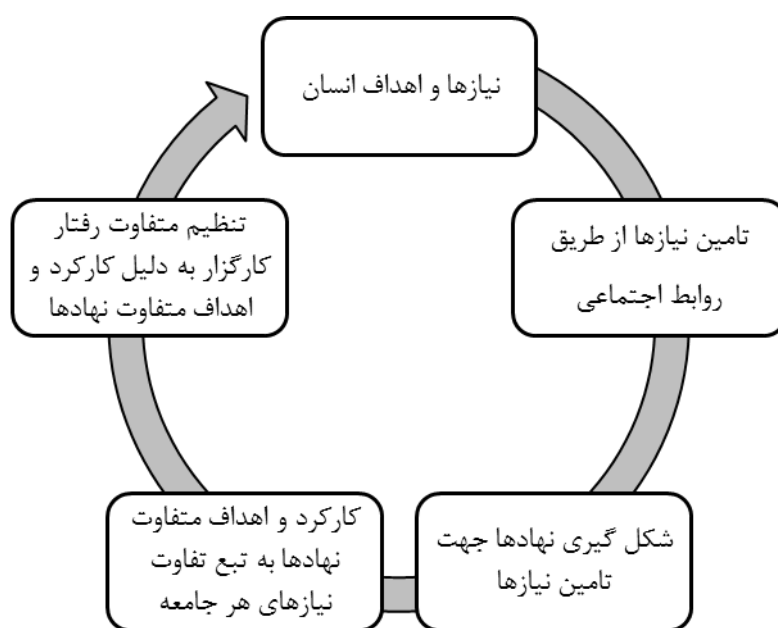 نیازها و اهداف انسان
تامین نیازها از طریق
روابط اجتماعی
شکل گیری نهادها جهت
تامین نیازها
کارکرد و اهداف متفاوت
نهادها به تبع تفاوت
نیازهای هر جامعه
تنظیم متفاوت رفتار
کارگزار به دلیل کارکرد و
اهداف متفاوت نهادها